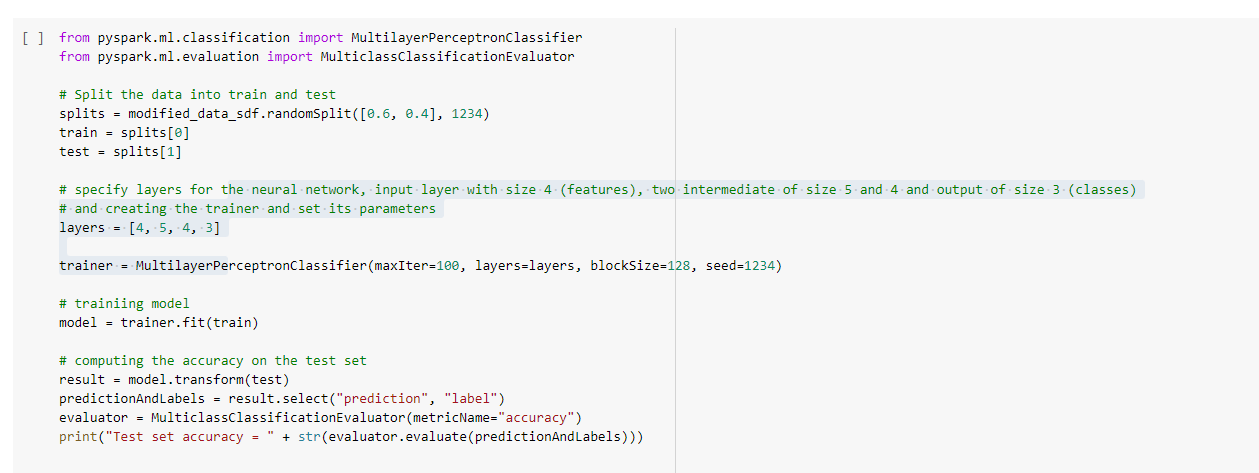 [ ] from pyspark.ml.classification import MultilayerPerceptronClassifier
from pyspark.ml.evaluation import MulticlassClassificationEvaluator
# Split the data into train and test
splits = modified_data_sdf.randomSplit([0.6, 0.4], 1234)
train = splits[0]
test = splits[1]
# specify layers for the neural network, input layer with size 4 (features), two intermediate of size 5 and 4 and output of size 3 (classes)
# and creating the trainer and set its parameters
layers = [4, 5, 4, 3]
trainer = MultilayerPerceptronClassifier(maxIter=100, layers=layers, blockSize=128, seed=1234)
# trainiing model
model = trainer.fit(train)
# computing the accuracy on the test set
result = model.transform(test)
predictionAndLabels = result.select("prediction", "label")
evaluator = MulticlassClassificationEvaluator(metricName="accuracy")
print("Test set accuracy = " + str(evaluator.evaluate(predictionAndLabels)))